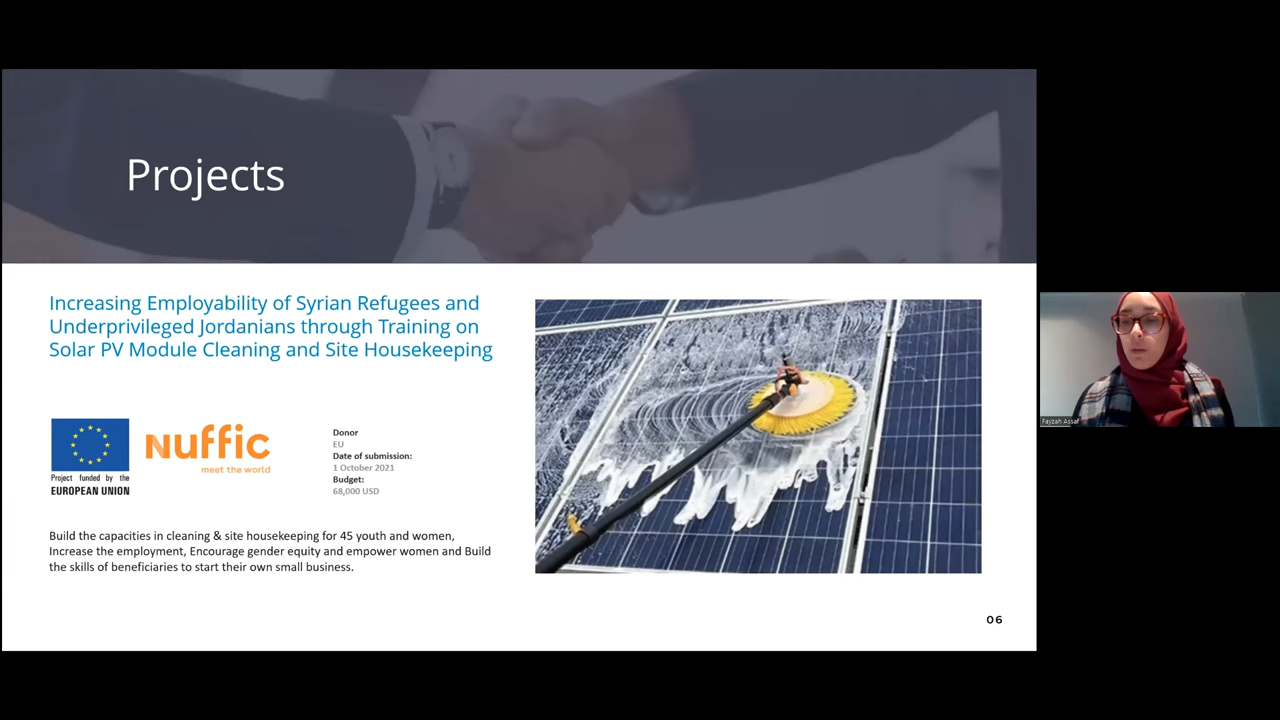 Projects
Increasing Employability of Syrian Refugees and
Underprivileged Jordanians through Training on
Solar PV Module Cleaning and Site Housekeeping
Project funded by the
EUROPEAN UNION
Nuffic
meet the world
Donor
EU
Date of submission:
1 October 2021
Budget:
68,000 USD
Build the capacities in cleaning & site housekeeping for 45 youth and women,
Increase the employment, Encourage gender equity and empower women and Build
the skills of beneficiaries to start their own small business.
06
Fayzah Assaf